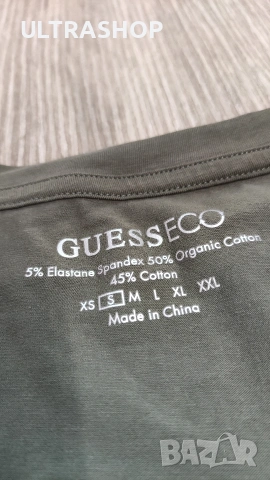 ULTRASHOP
GUESSECO
5% Elastane Spandex 50% Organic Cotton
45% Cotton
XS S M L XL XXL
Made in China
bazar